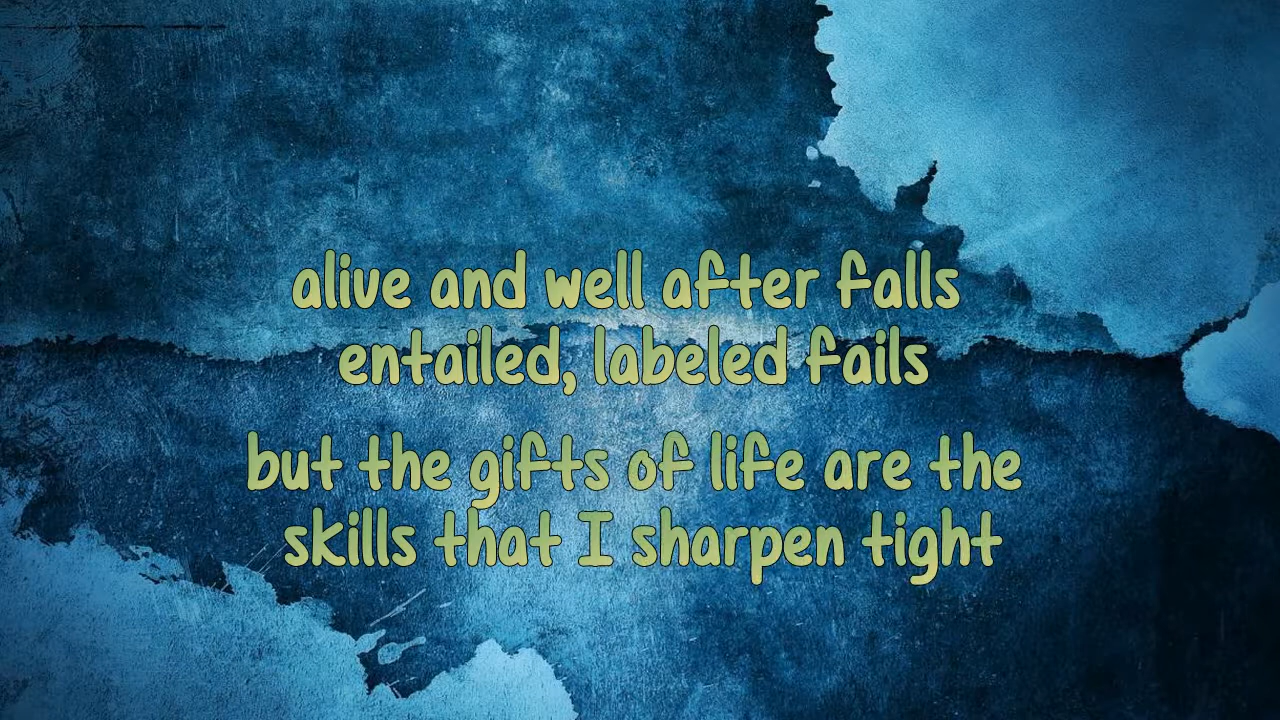 alive and well after falls
entailed, labeled fails
but the gifts of life are the
skills that I sharpen tight